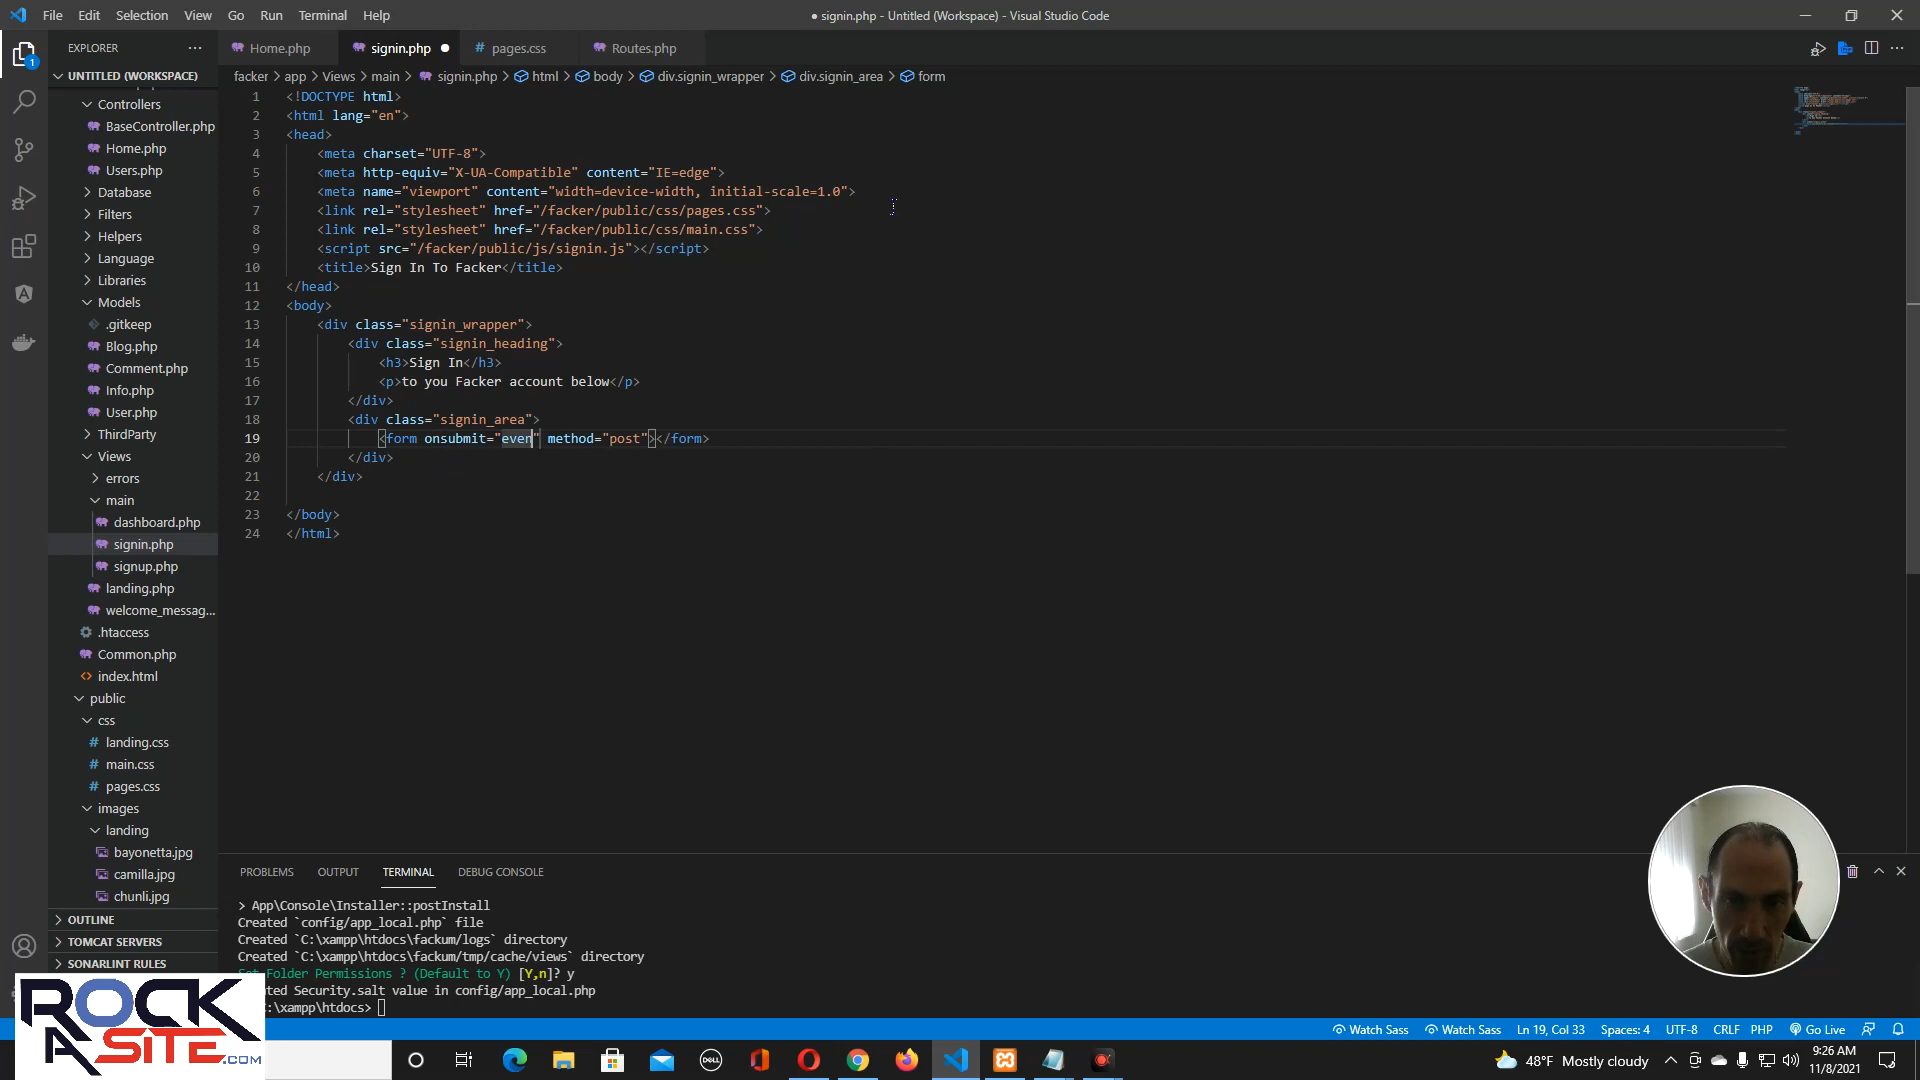 File Edit Selection View Go Run Terminal Help
● signin.php - Untitled (Workspace) - Visual Studio Code
EXPLORER
Home.php
signin.php
pages.css
Routes.php
UNTITLED (WORKSPACE)
facker > app > Views > main > signin.php > html > body > div.signin_wrapper > div.signin_area > form
Controllers
BaseController.php
Home.php
Users.php
Database
Filters
Helpers
Language
Libraries
Models
.gitkeep
Blog.php
Comment.php
Info.php
User.php
ThirdParty
Views
errors
main
dashboard.php
signin.php
signup.php
landing.php
welcome_messag...
.htaccess
Common.php
index.html
public
css
landing.css
main.css
pages.css
images
landing
bayonetta.jpg
camilla.jpg
chunli.jpg
OUTLINE
TOMCAT SERVERS
SONARLINT RULES
1 <!DOCTYPE html>
2 <html lang="en">
3 <head>
4 <meta charset="UTF-8">
5 <meta http-equiv="X-UA-Compatible" content="IE=edge">
6 <meta name="viewport" content="width=device-width, initial-scale=1.0">
7 <link rel="stylesheet" href="/facker/public/css/pages.css">
8 <link rel="stylesheet" href="/facker/public/css/main.css">
9 <script src="/facker/public/js/signin.js"></script>
10 <title>Sign In To Facker</title>
11 </head>
12 <body>
13 <div class="signin_wrapper">
14 <div class="signin_heading">
15 <h3>Sign In</h3>
16 <p>to you Facker account below</p>
17 </div>
18 <div class="signin_area">
19 <form onsubmit="even" method="post"></form>
20 </div>
21 </div>
22
23 </body>
24 </html>
PROBLEMS OUTPUT TERMINAL DEBUG CONSOLE
> App\Console\Installer::postInstall
Created `config/app_local.php` file
Created `C:\xampp\htdocs\fackum/logs` directory
Created `C:\xampp\htdocs\fackum/tmp/cache/views` directory
Set Folder Permissions ? (Default to Y) [Y,n]? y
ted Security.salt value in config/app_local.php
:\xampp\htdocs>
ROCK
A SITE.COM
Watch Sass Watch Sass Ln 19, Col 33 Spaces: 4 UTF-8 CRLF PHP Go Live
1
DELL
48°F Mostly cloudy
9:26 AM
11/8/2021